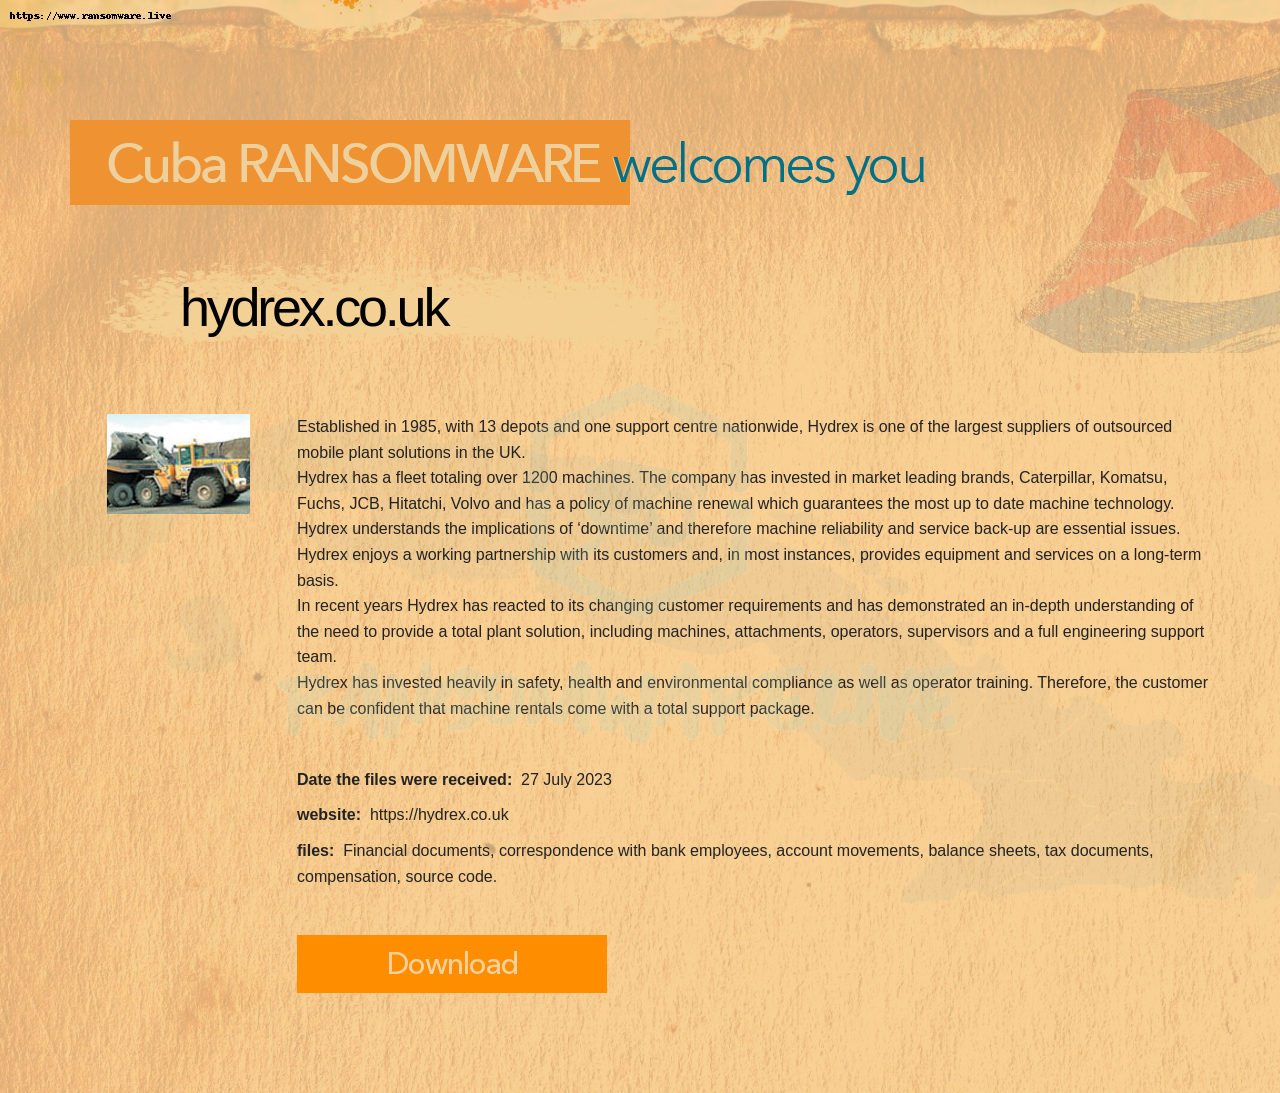 https://www.ransomware.live
Cuba RANSOMWARE welcomes you
hydrex.co.uk
Established in 1985, with 13 depots and one support centre nationwide, Hydrex is one of the largest suppliers of outsourced
mobile plant solutions in the UK.
Hydrex has a fleet totaling over 1200 machines. The company has invested in market leading brands, Caterpillar, Komatsu,
Fuchs, JCB, Hitatchi, Volvo and has a policy of machine renewal which guarantees the most up to date machine technology.
Hydrex understands the implications of ‘downtime’ and therefore machine reliability and service back-up are essential issues.
Hydrex enjoys a working partnership with its customers and, in most instances, provides equipment and services on a long-term
basis.
In recent years Hydrex has reacted to its changing customer requirements and has demonstrated an in-depth understanding of
the need to provide a total plant solution, including machines, attachments, operators, supervisors and a full engineering support
team.
Hydrex has invested heavily in safety, health and environmental compliance as well as operator training. Therefore, the customer
can be confident that machine rentals come with a total support package.
Date the files were received: 27 July 2023
website: https://hydrex.co.uk
files: Financial documents, correspondence with bank employees, account movements, balance sheets, tax documents,
compensation, source code.
Download